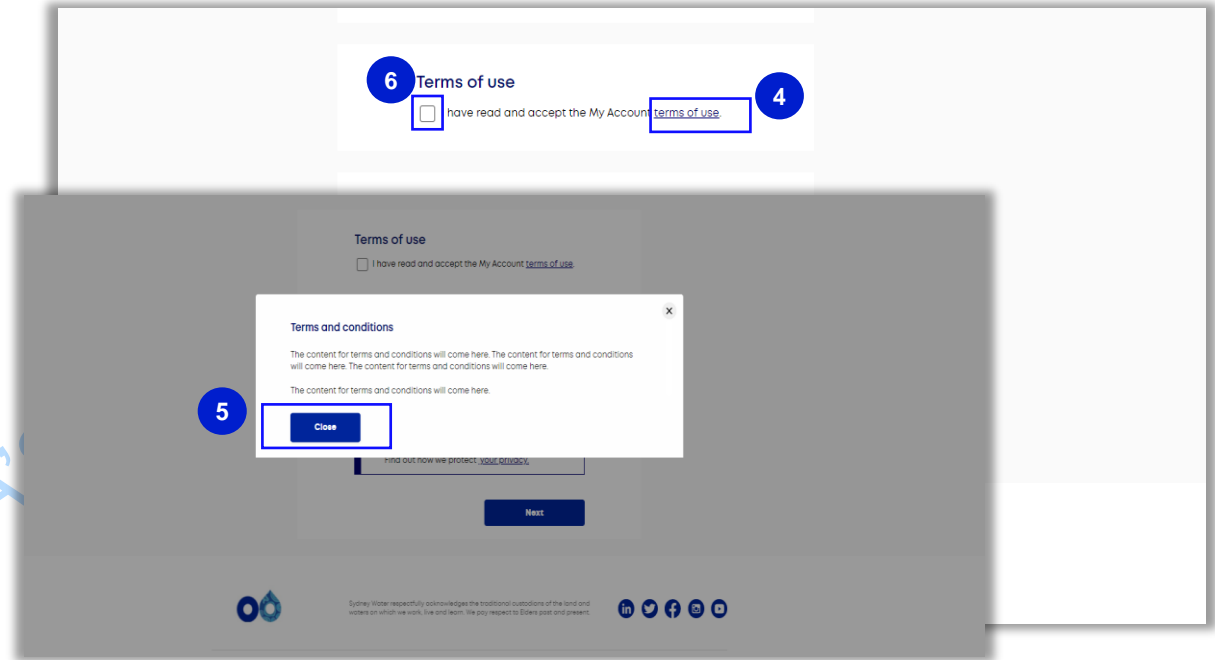 6
Terms of use
4
have read and accept the My Account terms of use.
Terms of use
I have read and accept the My Account terms of use.
x
Terms and conditions
The content for terms and conditions will come here. The content for terms and conditions
will come here. The content for terms and conditions will come here.
The content for terms and conditions will come here.
5
Close
Find out how we protect your privacy.
Next
Sydney Water respectfully acknowledges the traditional custodians of the land and
waters on which we work, live and learn. We pay respect to Elders past and present.
in